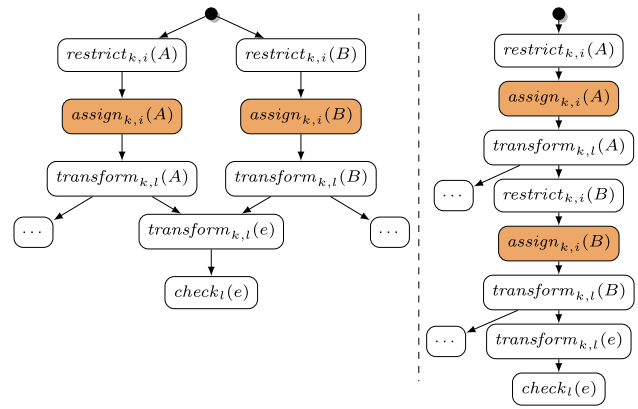 restrict_{k,i}(A)
restrict_{k,i}(B)
assign_{k,i}(A)
assign_{k,i}(B)
transform_{k,l}(A)
transform_{k,l}(B)
...
transform_{k,l}(e)
...
check_l(e)
restrict_{k,i}(A)
assign_{k,i}(A)
transform_{k,l}(A)
...
restrict_{k,i}(B)
assign_{k,i}(B)
transform_{k,l}(B)
...
transform_{k,l}(e)
check_l(e)